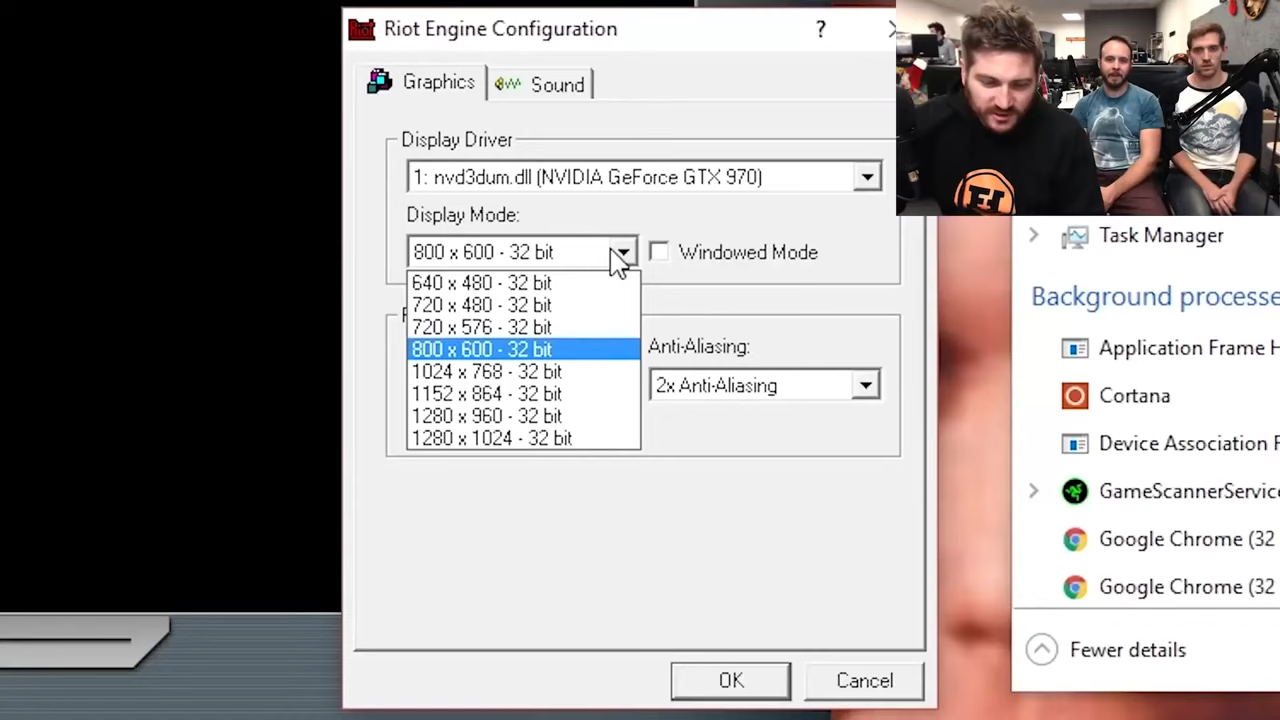 Riot Engine Configuration
?
Graphics
Sound
Display Driver
1: nvd3dum.dll (NVIDIA GeForce GTX 970)
Display Mode:
800 x 600 - 32 bit
Windowed Mode
640 x 480 - 32 bit
720 x 480 - 32 bit
720 x 576 - 32 bit
800 x 600 - 32 bit
1024 x 768 - 32 bit
1152 x 864 - 32 bit
1280 x 960 - 32 bit
1280 x 1024 - 32 bit
Anti-Aliasing:
2x Anti-Aliasing
OK
Cancel
Task Manager
Background processe
Application Frame H
Cortana
Device Association F
GameScannerService
Google Chrome (32
Google Chrome (32
Fewer details